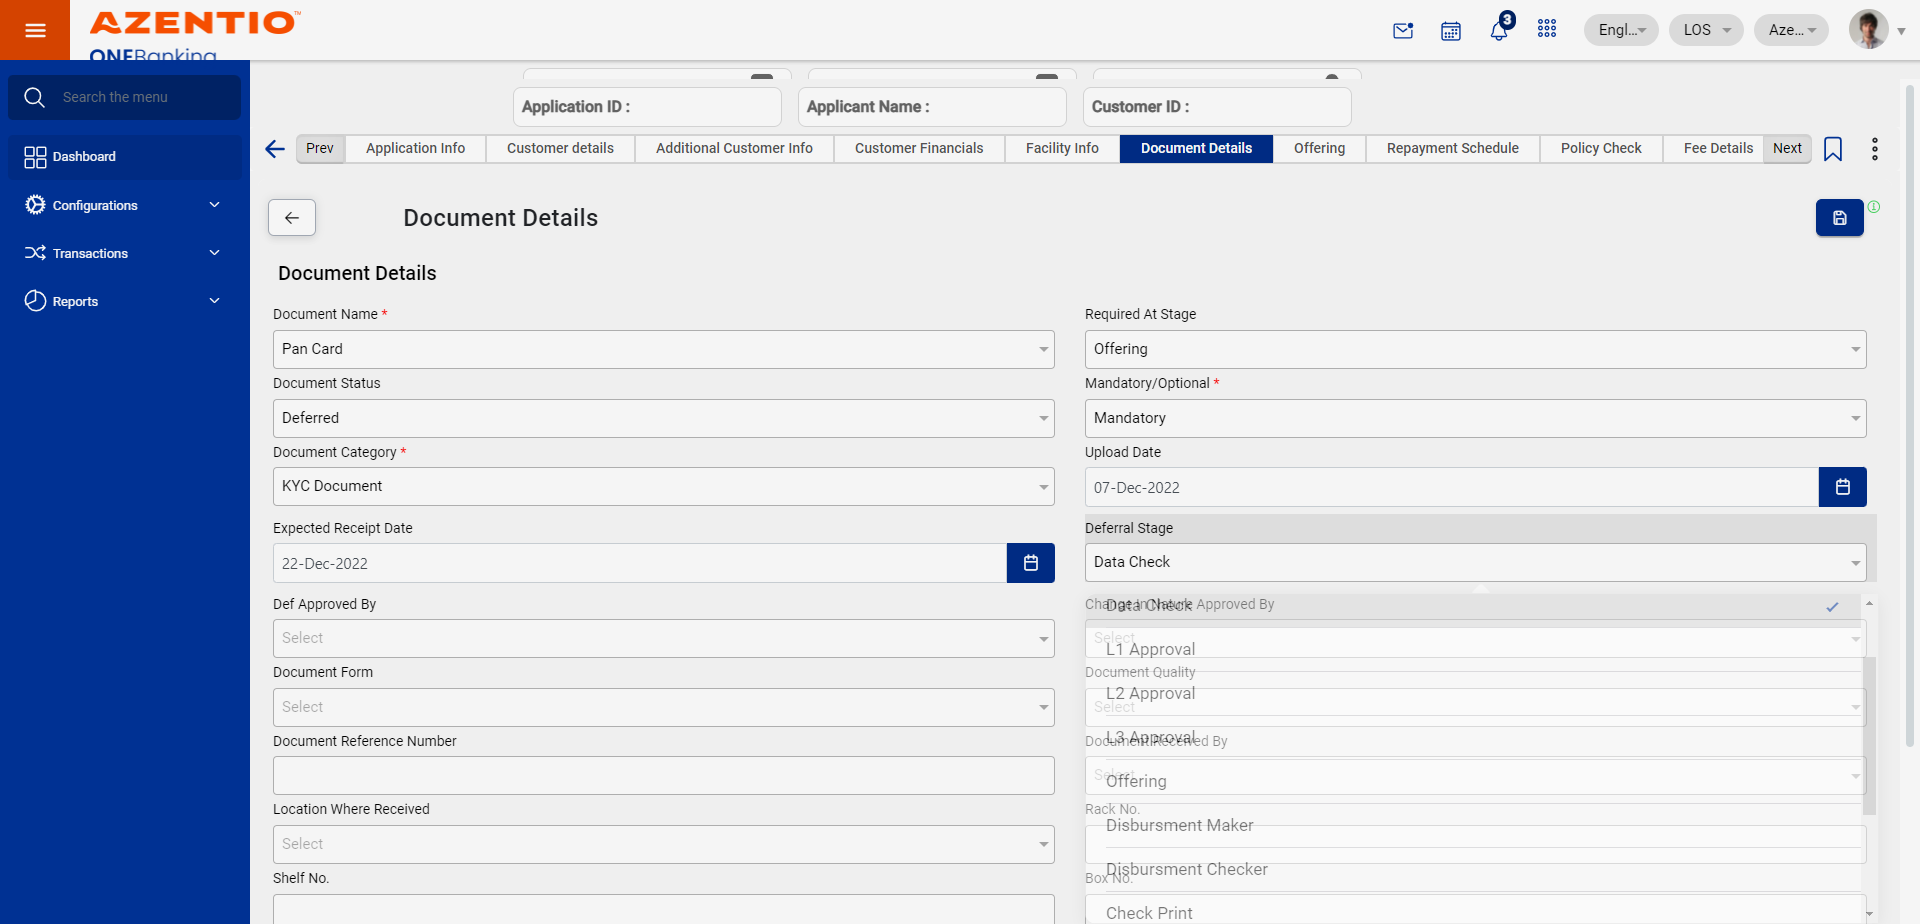 AZENTIO™
ONEBanking
3
Engl...
LOS
Aze...
Search the menu
Dashboard
Configurations
Transactions
Reports
Application ID :
Applicant Name :
Customer ID :
Prev
Application Info
Customer details
Additional Customer Info
Customer Financials
Facility Info
Document Details
Offering
Repayment Schedule
Policy Check
Fee Details
Next
Document Details
Document Details
Document Name *
Required At Stage
Pan Card
Offering
Document Status
Mandatory/Optional *
Deferred
Mandatory
Document Category *
Upload Date
KYC Document
07-Dec-2022
Expected Receipt Date
Deferral Stage
22-Dec-2022
Data Check
Def Approved By
Change In Nature Approved By
Data Check
Select
Select
L1 Approval
Document Form
Document Quality
L2 Approval
Select
Select
Document Reference Number
Document Received By
L3 Approval
Select
Offering
Location Where Received
Rack No.
Disbursment Maker
Select
Disbursment Checker
Shelf No.
Box No.
Check Print